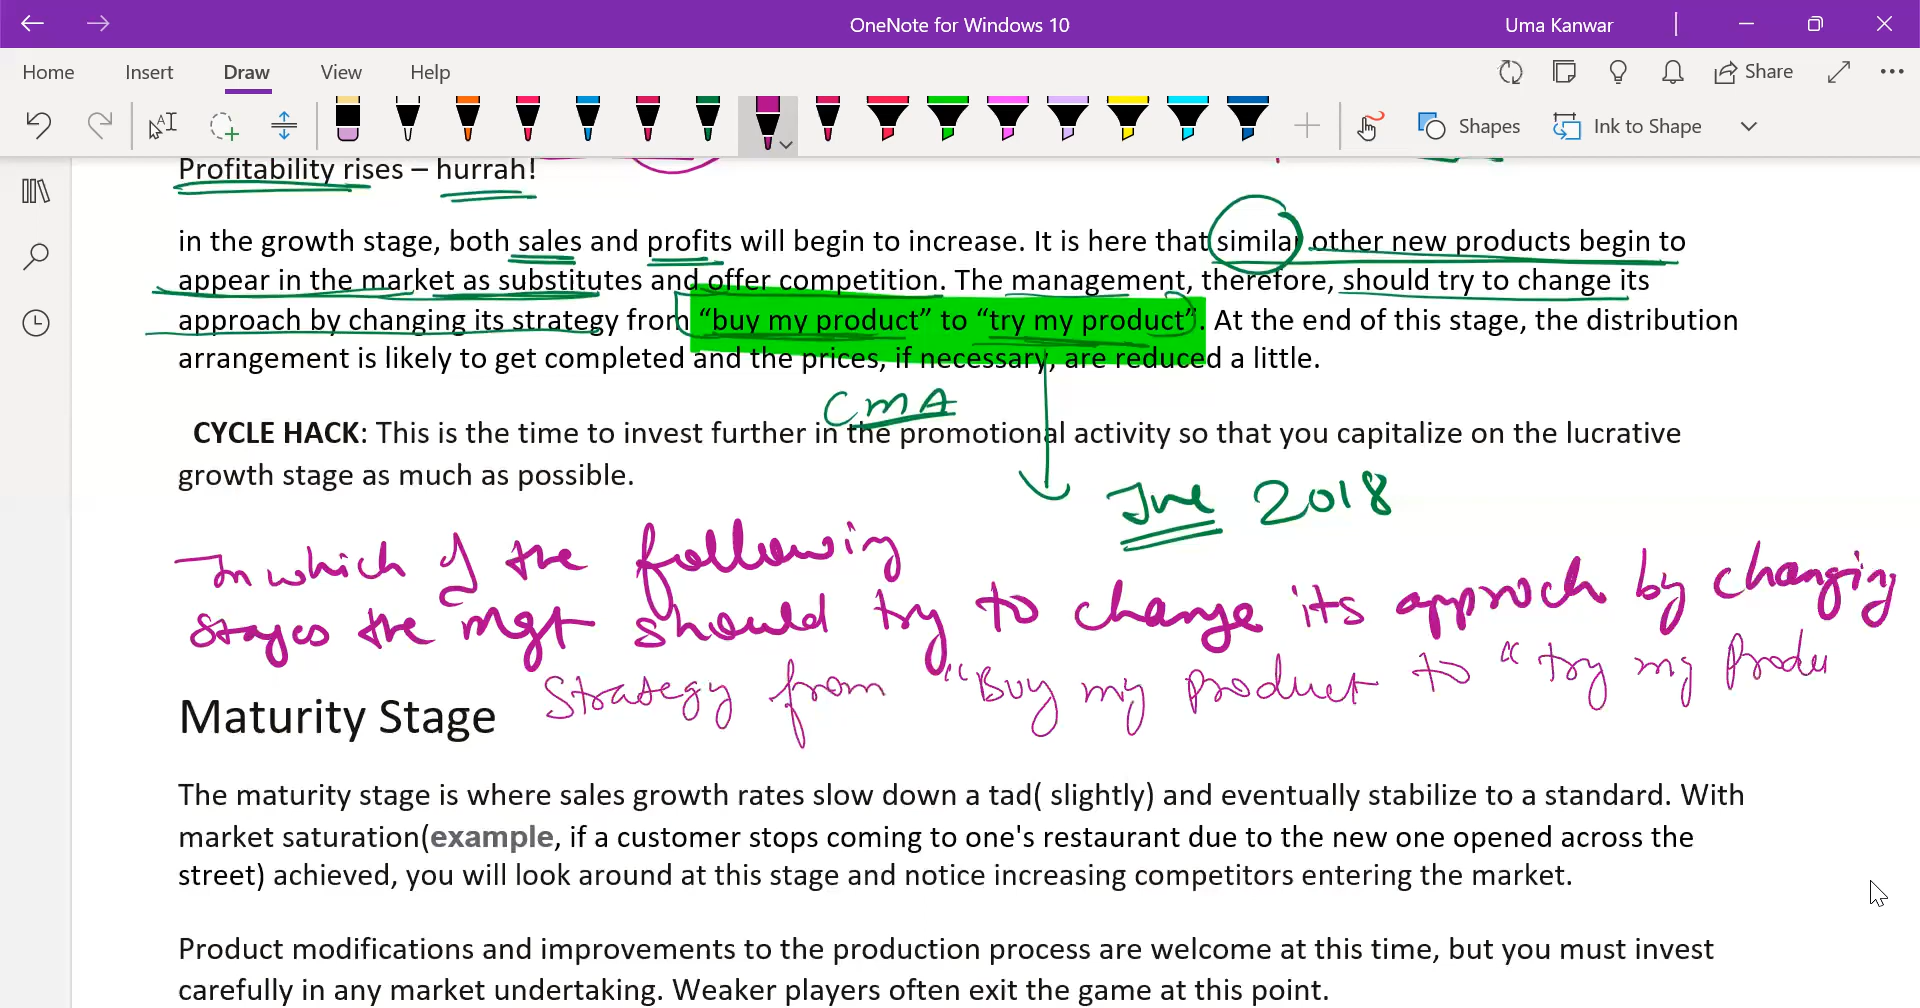 OneNote for Windows 10
Uma Kanwar
Home Insert Draw View Help
Share
Shapes
Ink to Shape
Profitability rises – hurrah!
in the growth stage, both sales and profits will begin to increase. It is here that similar other new products begin to
appear in the market as substitutes and offer competition. The management, therefore, should try to change its
approach by changing its strategy from “buy my product” to “try my product”. At the end of this stage, the distribution
arrangement is likely to get completed and the prices, if necessary, are reduced a little.
CMA
CYCLE HACK: This is the time to invest further in the promotional activity so that you capitalize on the lucrative
growth stage as much as possible.
2018
In which of the following
stages the mgt should try to change its approch by changing
Strategy from "Buy my product to "try my Produ
Maturity Stage
The maturity stage is where sales growth rates slow down a tad( slightly) and eventually stabilize to a standard. With
market saturation(example, if a customer stops coming to one's restaurant due to the new one opened across the
street) achieved, you will look around at this stage and notice increasing competitors entering the market.
Product modifications and improvements to the production process are welcome at this time, but you must invest
carefully in any market undertaking. Weaker players often exit the game at this point.